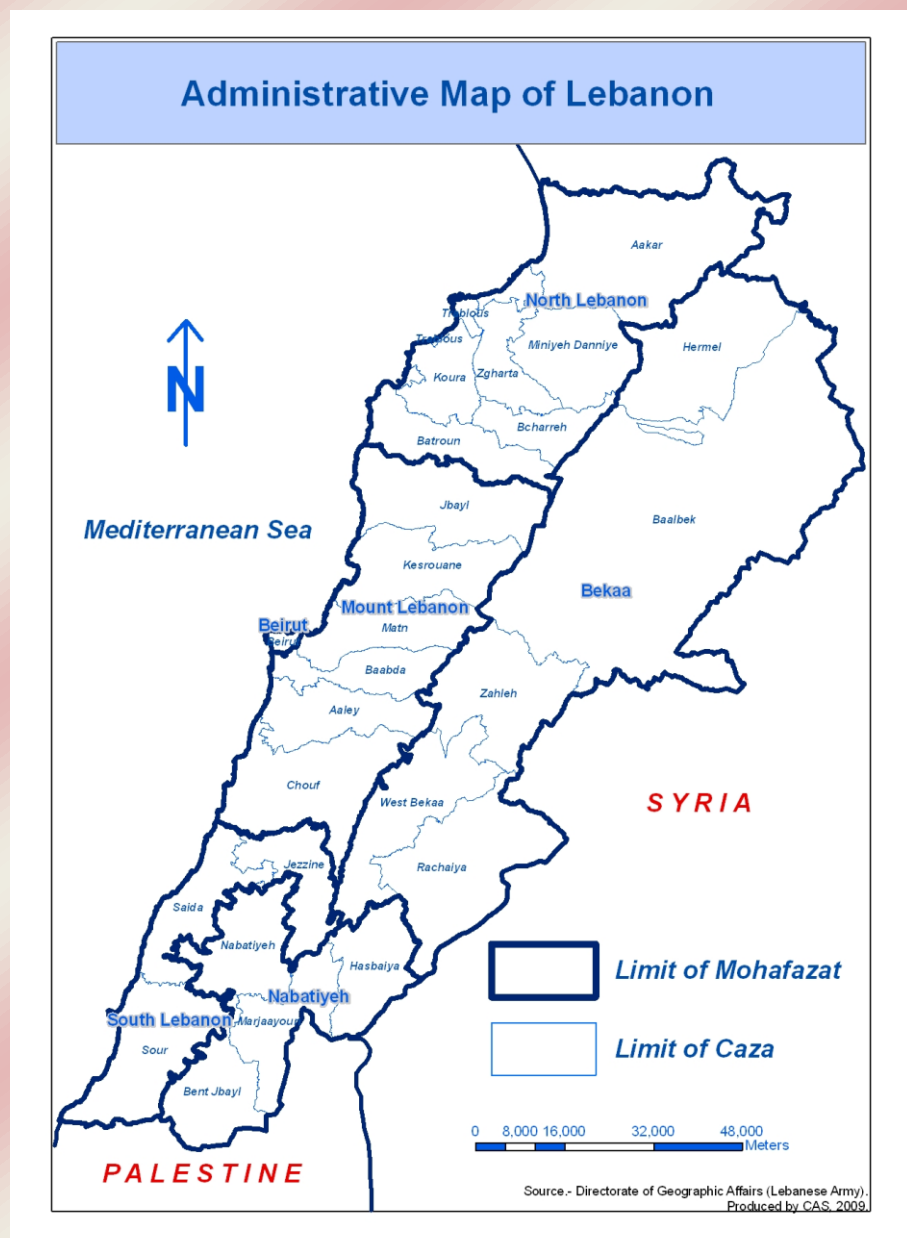 Administrative Map of Lebanon
Aakar
North Lebanon
Trablous
Miniyeh Danniye
Hermel
Trablous
Koura
Zgharta
Bcharreh
Batroun
N
Jbayl
Mediterranean Sea
Baalbek
Kesrouane
Bekaa
Mount Lebanon
Beirut
Matn
Beirut
Baabda
Zahleh
Aaley
Chouf
West Bekaa
SYRIA
Jezzine
Rachaiya
Saida
Nabatiyeh
Hasbaiya
Limit of Mohafazat
Nabatiyeh
South Lebanon
Marjaayoun
Sour
Limit of Caza
Bent Jbayl
0 8,000 16,000 32,000 48,000
Meters
PALESTINE
Source.- Directorate of Geographic Affairs (Lebanese Army).
Produced by CAS, 2009.